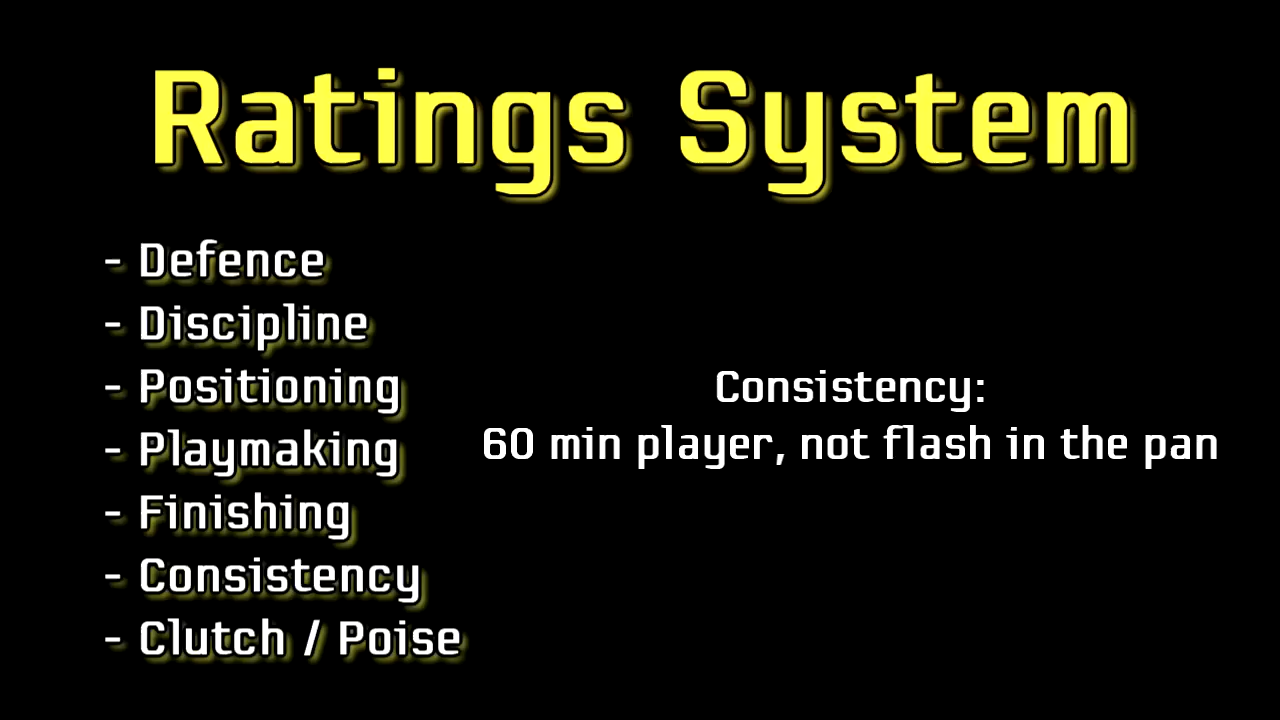 Ratings System
- Defence
- Discipline
- Positioning
- Playmaking
- Finishing
- Consistency
- Clutch / Poise
Consistency:
60 min player, not flash in the pan